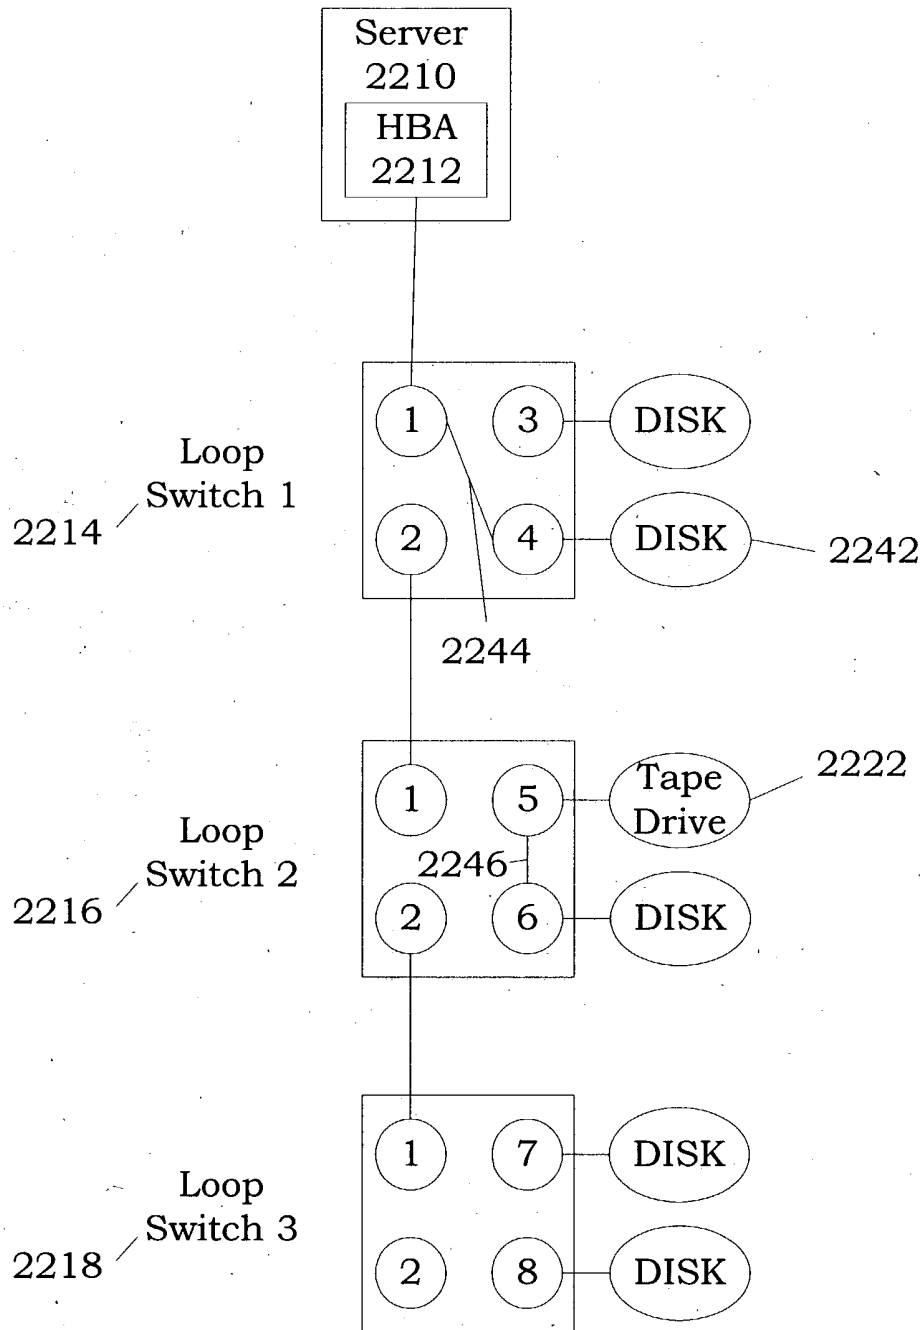 Server
2210
HBA
2212
1
3
DISK
Loop
Switch 1
2214
2
4
DISK
2242
2244
1
5
Tape
Drive
2222
Loop
Switch 2
2246
2216
2
6
DISK
1
7
DISK
Loop
Switch 3
2218
2
8
DISK